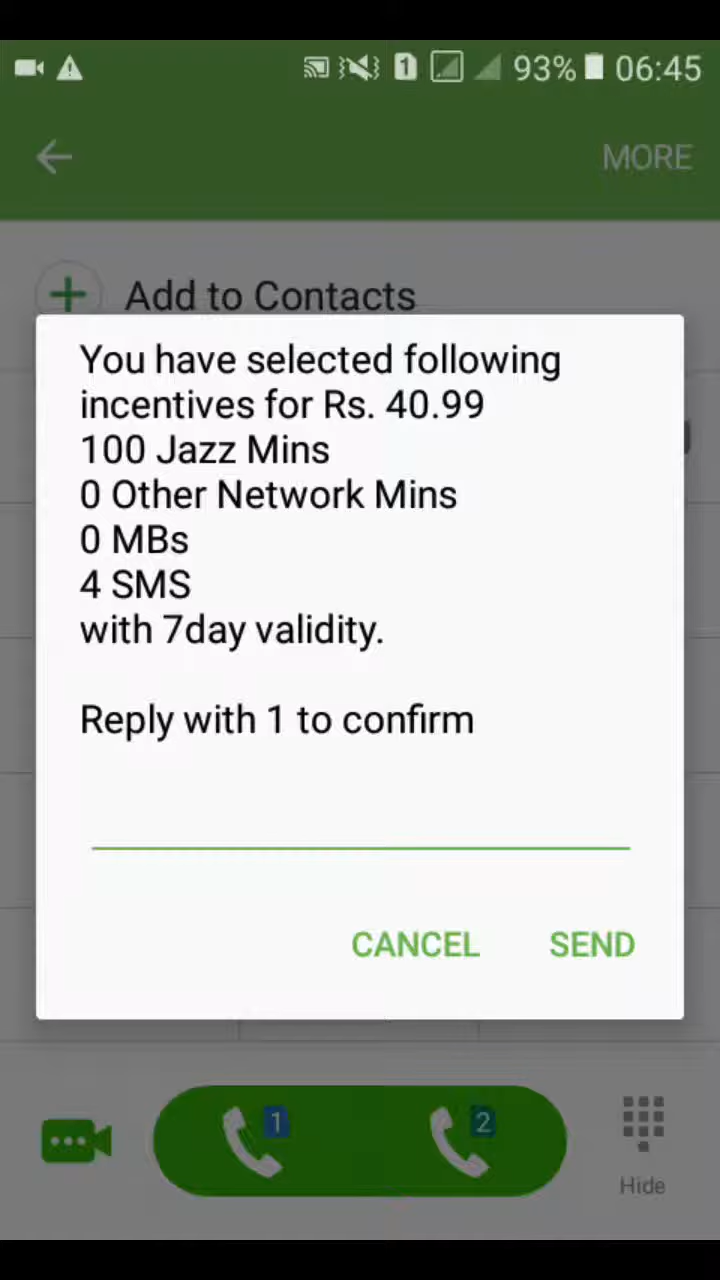 1 93% 06:45
MORE
Add to Contacts
You have selected following
incentives for Rs. 40.99
100 Jazz Mins
0 Other Network Mins
0 MBs
4 SMS
with 7day validity.
Reply with 1 to confirm
CANCEL SEND
1 2
Hide